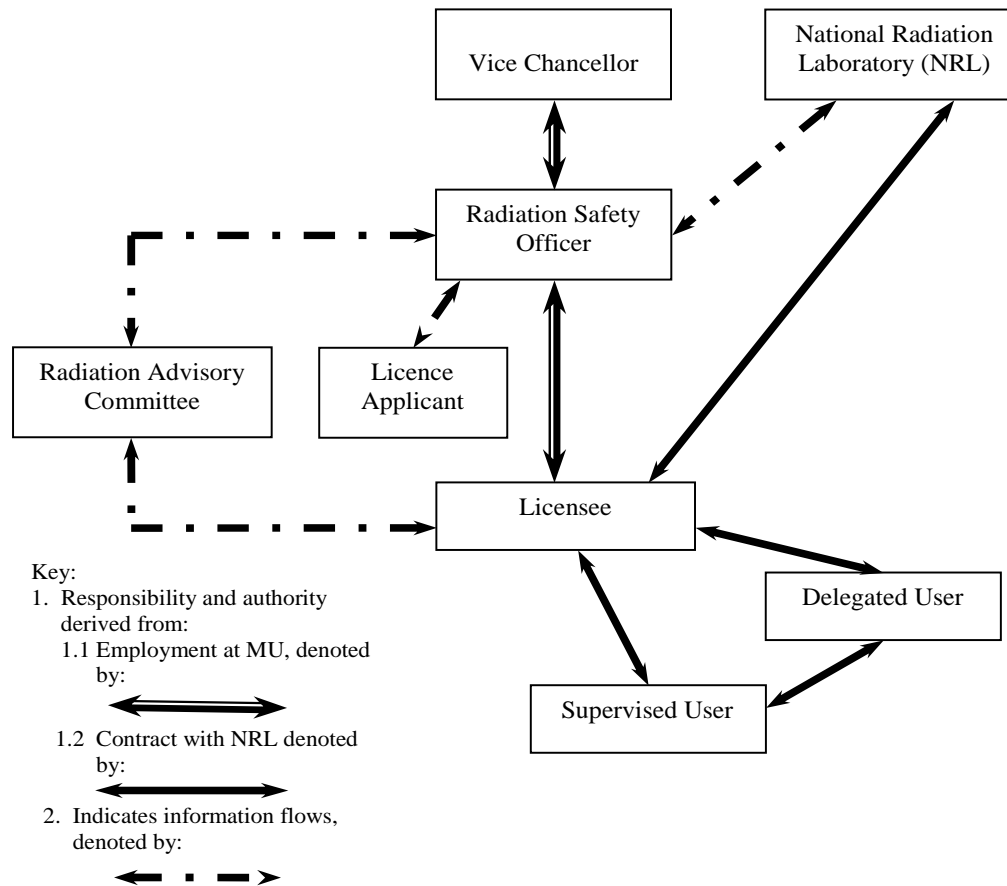 Vice Chancellor
National Radiation
Laboratory (NRL)
Radiation Safety
Officer
Radiation Advisory
Committee
Licence
Applicant
Licensee
Delegated User
Supervised User
Key:
1. Responsibility and authority
derived from:
1.1 Employment at MU, denoted
by:
1.2 Contract with NRL denoted
by:
2. Indicates information flows,
denoted by: